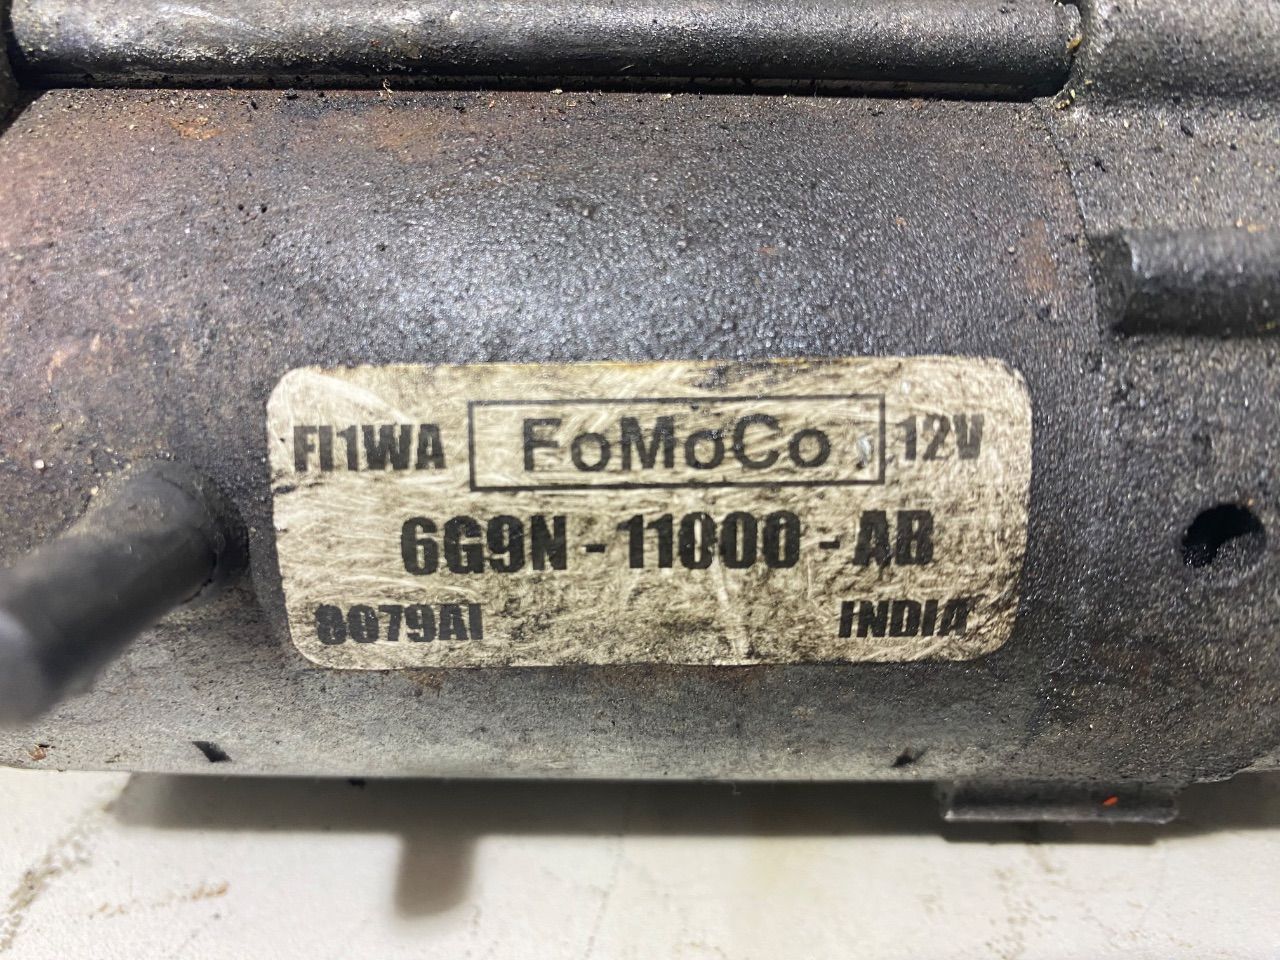 FI1WA FoMoCo 12V
6G9N - 11000 - AB
8079AI INDIA